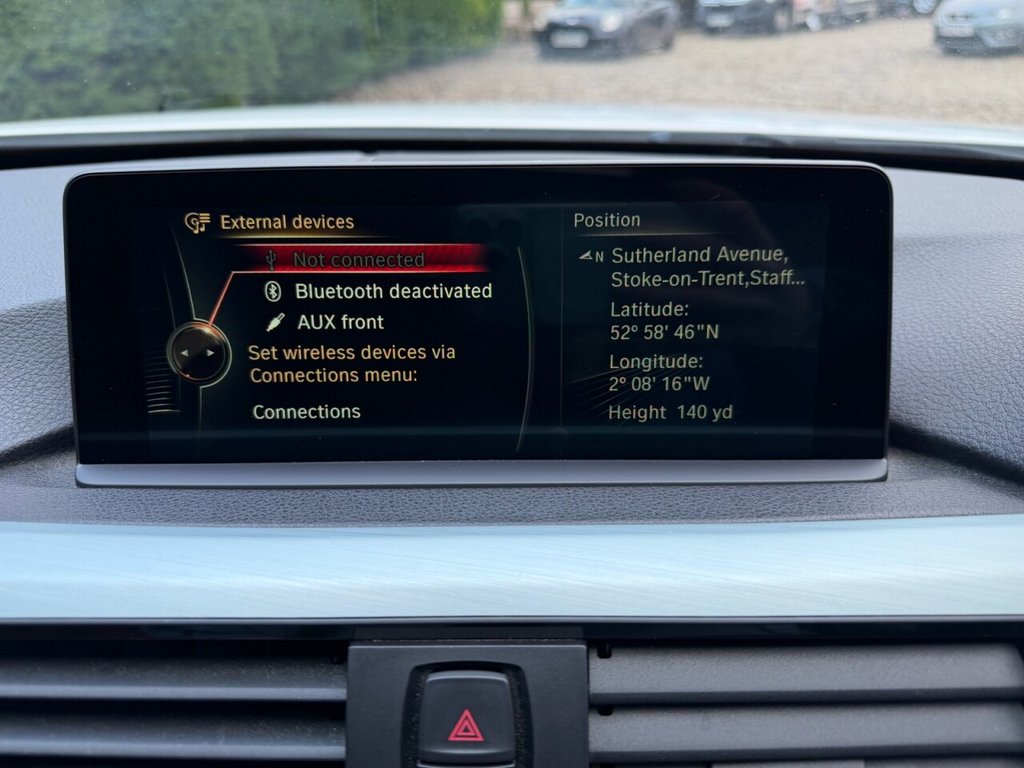 External devices
Not connected
Bluetooth deactivated
AUX front
Set wireless devices via
Connections menu:
Connections
Position
N Sutherland Avenue,
Stoke-on-Trent,Staff...
Latitude:
52° 58' 46"N
Longitude:
2° 08' 16"W
Height 140 yd